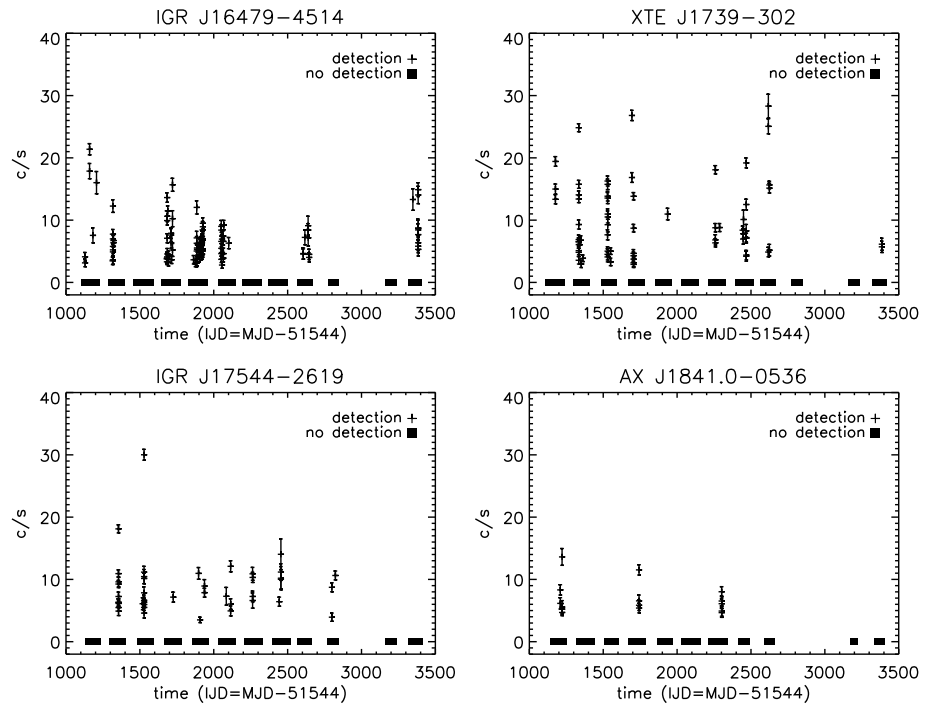 IGR J16479−4514
40
30
20
10
0
c/s
detection +
no detection ■
1000 1500 2000 2500 3000 3500
time (IJD=MJD−51544)
XTE J1739−302
40
30
20
10
0
c/s
detection +
no detection ■
1000 1500 2000 2500 3000 3500
time (IJD=MJD−51544)
IGR J17544−2619
40
30
20
10
0
c/s
detection +
no detection ■
1000 1500 2000 2500 3000 3500
time (IJD=MJD−51544)
AX J1841.0−0536
40
30
20
10
0
c/s
detection +
no detection ■
1000 1500 2000 2500 3000 3500
time (IJD=MJD−51544)